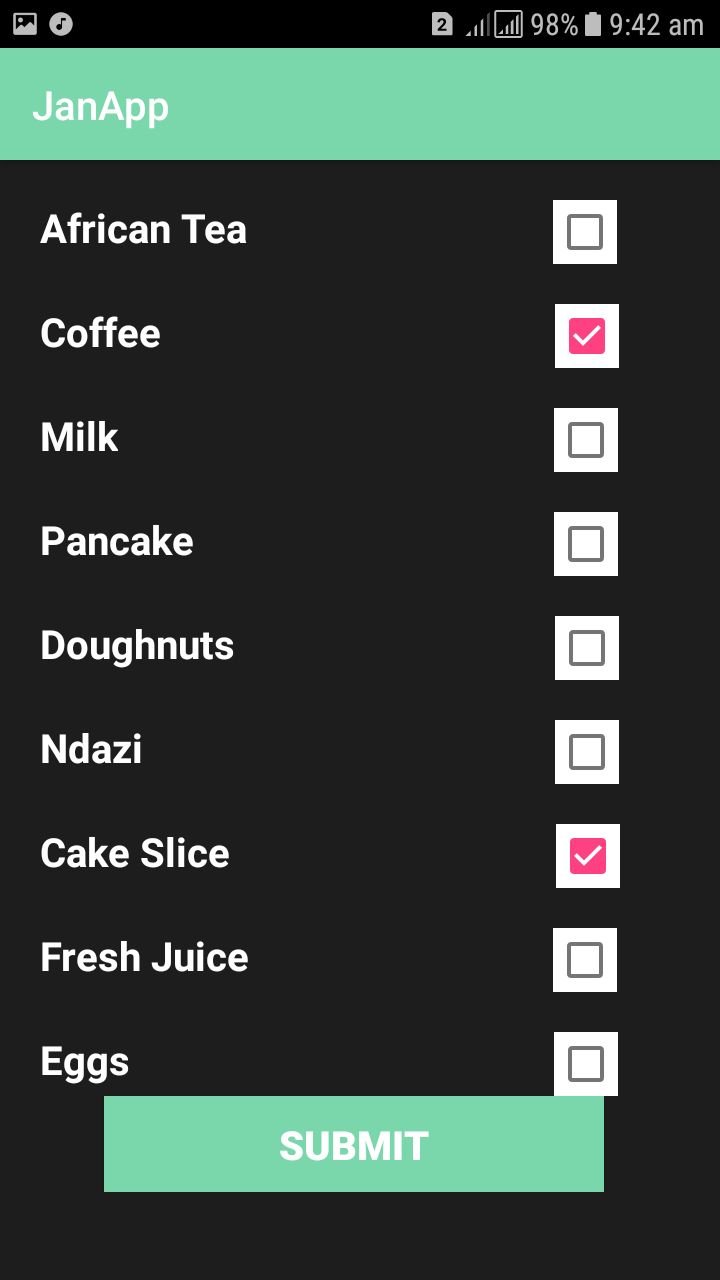 2 98% 9:42 am
JanApp
African Tea
Coffee
Milk
Pancake
Doughnuts
Ndazi
Cake Slice
Fresh Juice
Eggs
SUBMIT